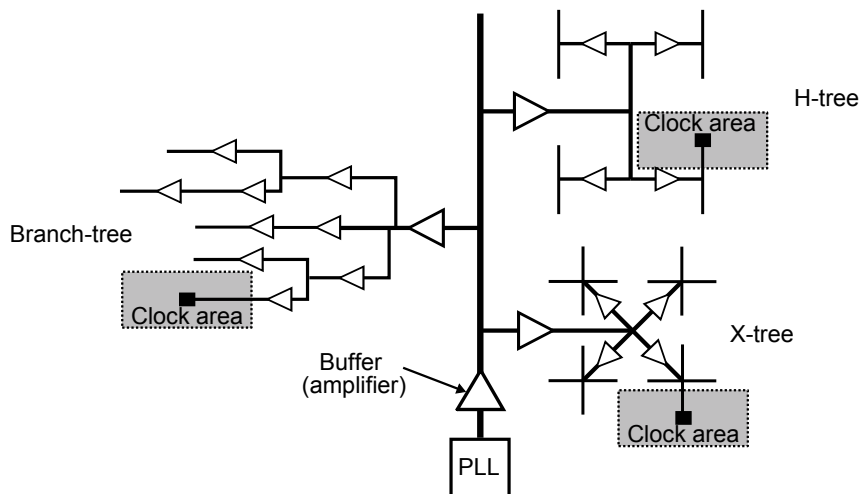 H-tree
Clock area
Branch-tree
Clock area
X-tree
Buffer
(amplifier)
Clock area
PLL